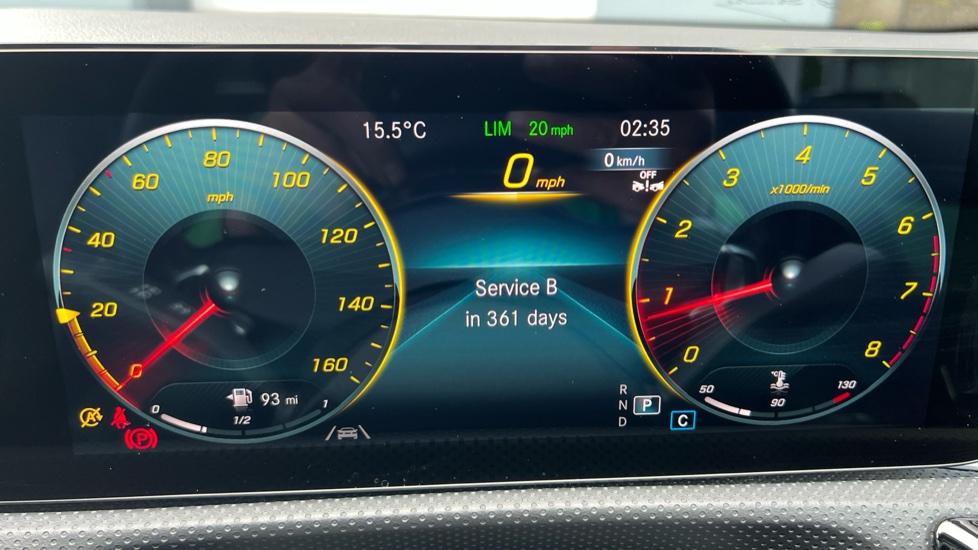 15.5°C LIM 20 mph 02:35
0 mph
0 km/h
OFF
0 20 40 60 80 100 120 140 160
mph
0 1 2 3 4 5 6 7 8
x1000/min
Service B
in 361 days
93 mi
0 1/2 1
R
N P
D
C
50 90 130
°C/°F
A
P